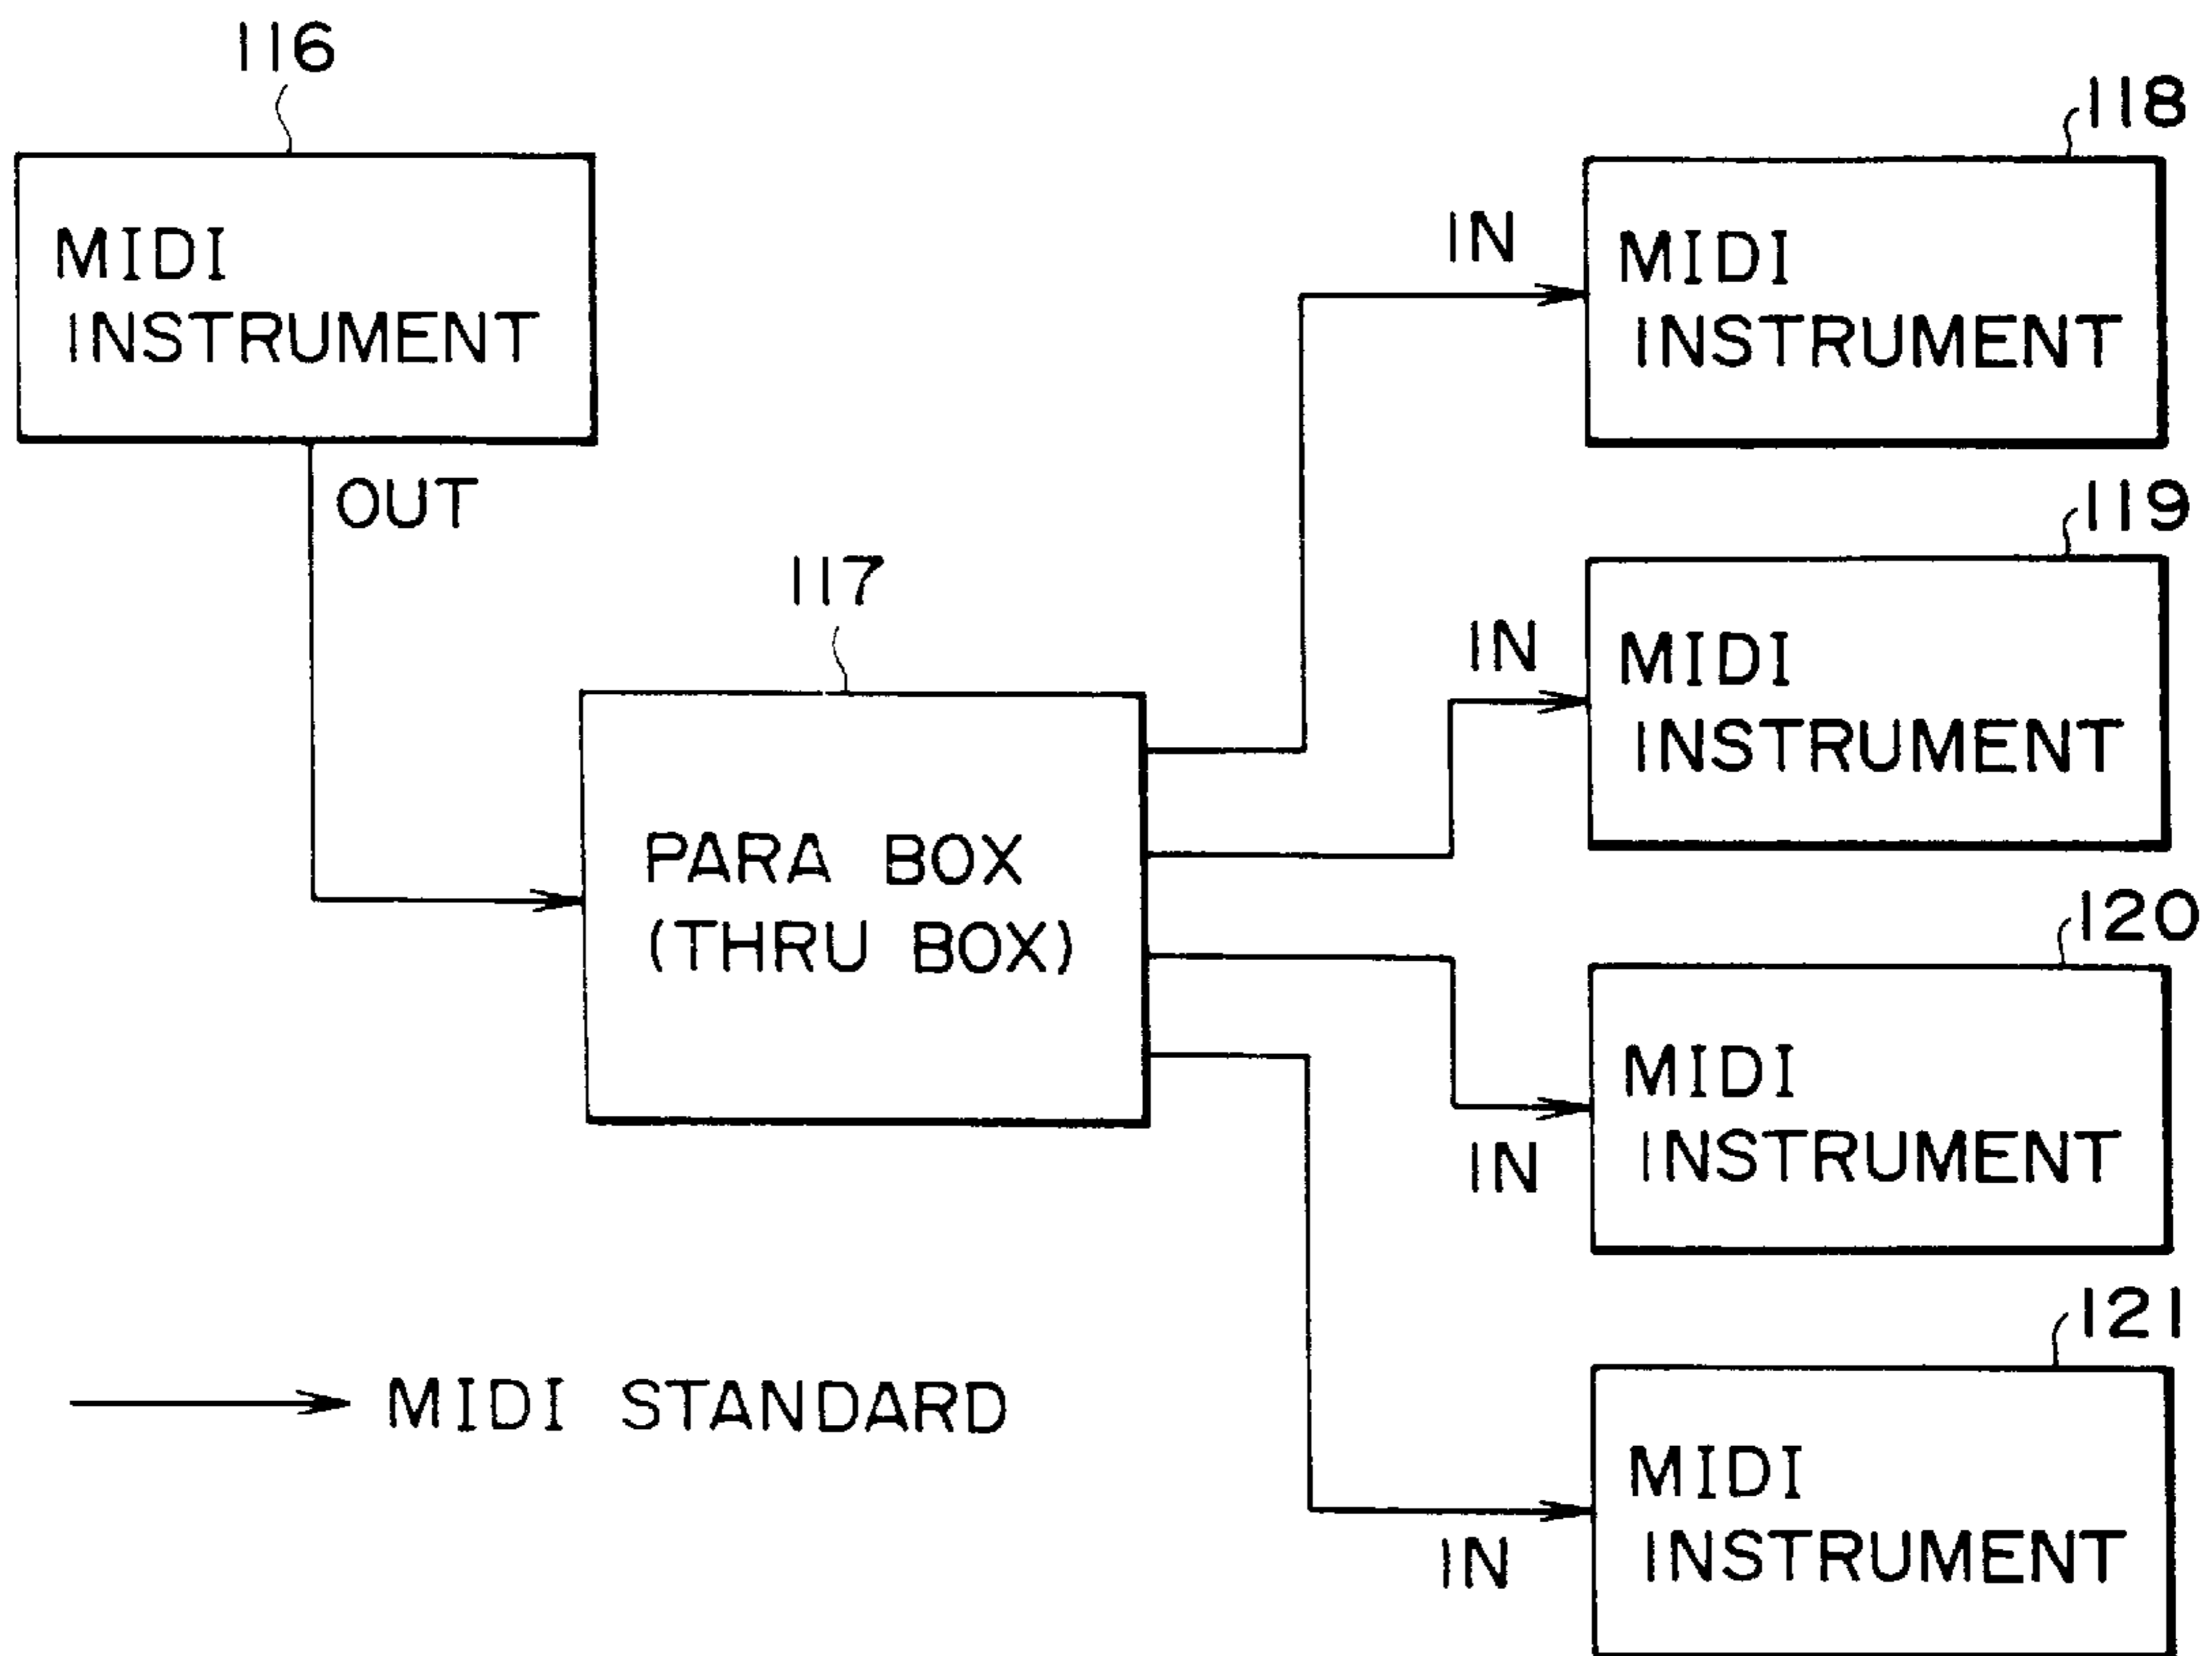 116
MIDI
INSTRUMENT
OUT
117
PARA BOX
(THRU BOX)
IN
118
MIDI
INSTRUMENT
IN
119
MIDI
INSTRUMENT
IN
120
MIDI
INSTRUMENT
IN
121
MIDI
INSTRUMENT
MIDI STANDARD